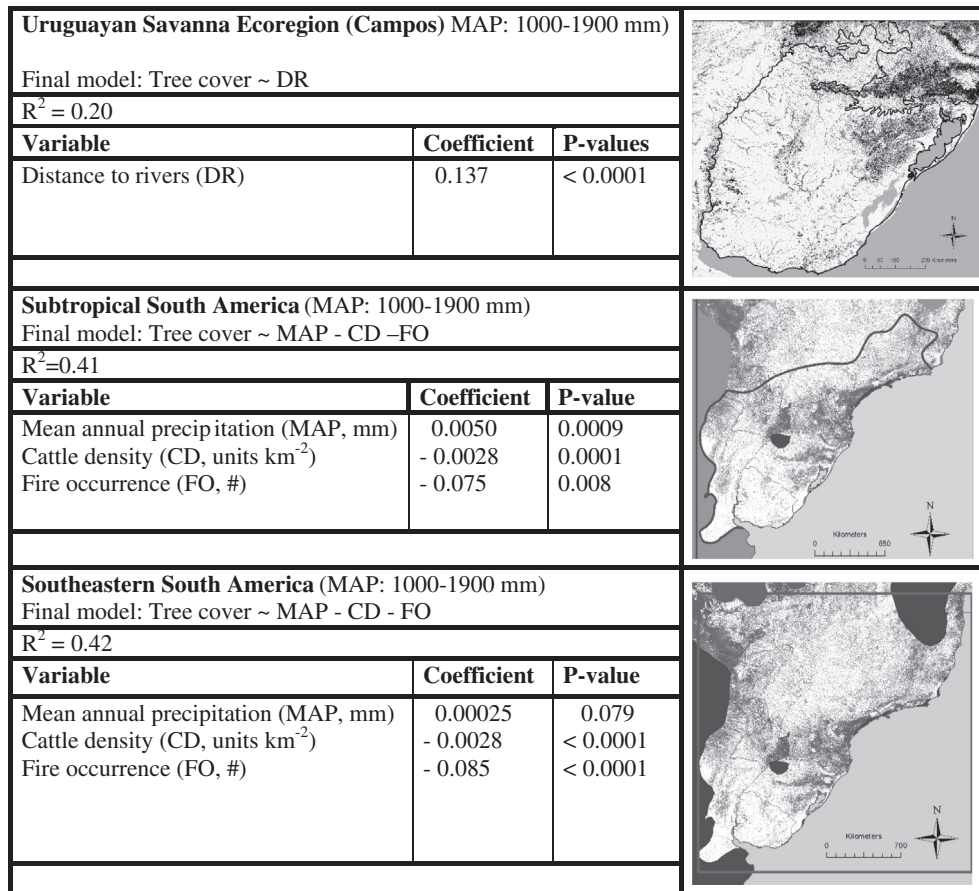 Uruguayan Savanna Ecoregion (Campos) MAP: 1000-1900 mm)
Final model: Tree cover ~ DR
R² = 0.20
Variable Coefficient P-values
Distance to rivers (DR) 0.137 < 0.0001
N
0 50 100 200 Kilometers
Subtropical South America (MAP: 1000-1900 mm)
Final model: Tree cover ~ MAP - CD –FO
R²=0.41
Variable Coefficient P-value
Mean annual precipitation (MAP, mm) 0.0050 0.0009
Cattle density (CD, units km⁻²) - 0.0028 0.0001
Fire occurrence (FO, #) - 0.075 0.008
N
Kilometers
0 650
Southeastern South America (MAP: 1000-1900 mm)
Final model: Tree cover ~ MAP - CD - FO
R² = 0.42
Variable Coefficient P-value
Mean annual precipitation (MAP, mm) 0.00025 0.079
Cattle density (CD, units km⁻²) - 0.0028 < 0.0001
Fire occurrence (FO, #) - 0.085 < 0.0001
N
Kilometers
0 700